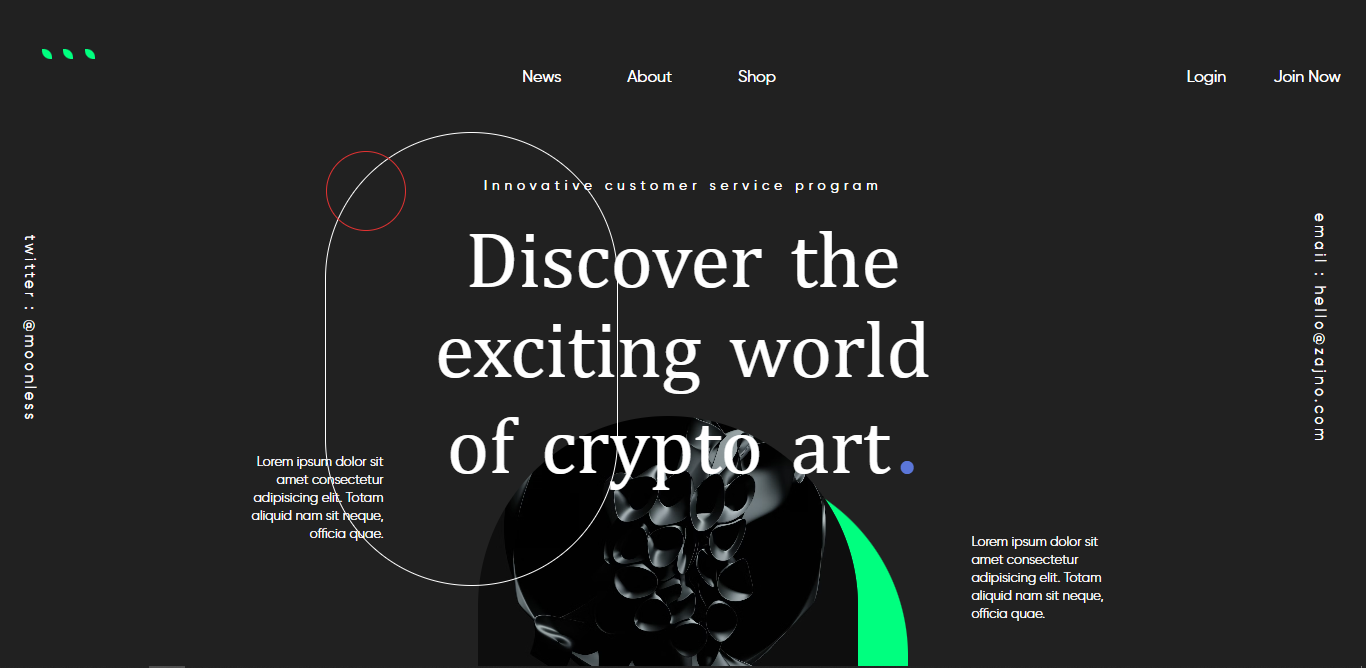 News
About
Shop
Login
Join Now
Innovative customer service program
Discover the
exciting world
of crypto art.
twitter : @moonless
email : hello@zajno.com
Lorem ipsum dolor sit
amet consectetur
adipisicing elit. Totam
aliquid nam sit neque,
officia quae.
Lorem ipsum dolor sit
amet consectetur
adipisicing elit. Totam
aliquid nam sit neque,
officia quae.